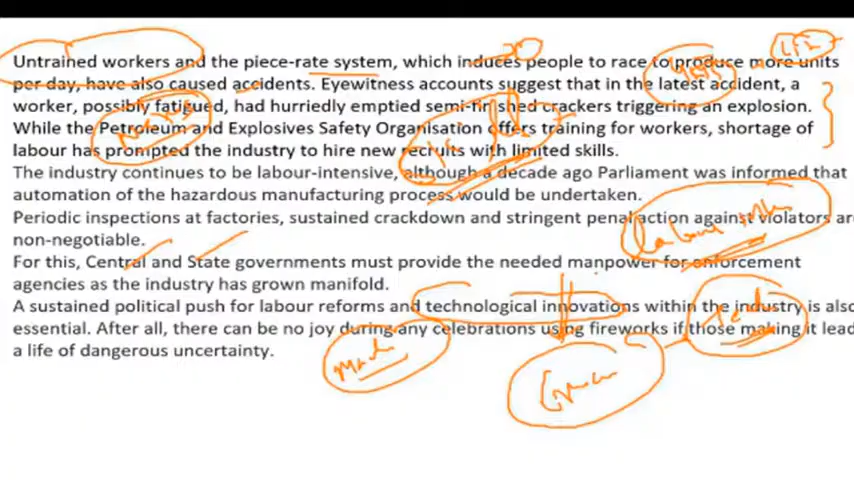 Untrained workers and the piece-rate system, which induces people to race to produce more units
per day, have also caused accidents. Eyewitness accounts suggest that in the latest accident, a
worker, possibly fatigued, had hurriedly emptied semi-finished crackers triggering an explosion.
While the Petroleum and Explosives Safety Organisation offers training for workers, shortage of
labour has prompted the industry to hire new recruits with limited skills.
The industry continues to be labour-intensive, although a decade ago Parliament was informed that
automation of the hazardous manufacturing process would be undertaken.
Periodic inspections at factories, sustained crackdown and stringent penal action against violators are
non-negotiable.
For this, Central and State governments must provide the needed manpower for enforcement
agencies as the industry has grown manifold.
A sustained political push for labour reforms and technological innovations within the industry is also
essential. After all, there can be no joy during any celebrations using fireworks if those making it lead
a life of dangerous uncertainty.